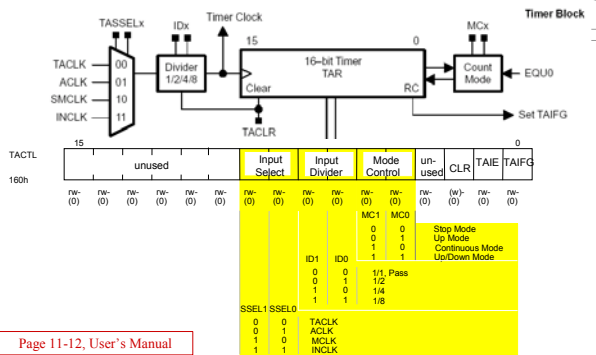 Timer Block
TASSELx
IDx
Timer Clock
MCx
15
0
TACLK
ACLK
SMCLK
INCLK
00
01
10
11
Divider
1/2/4/8
16–bit Timer
TAR
Clear
RC
Count
Mode
EQU0
Set TAIFG
TACLR
15
0
TACTL
160h
unused
Input
Select
Input
Divider
Mode
Control
un-
used
CLR
TAIE
TAIFG
rw- rw- rw- rw- rw- rw- rw- rw- rw- rw- rw- rw- rw- (w)- rw- rw-
(0) (0) (0) (0) (0) (0) (0) (0) (0) (0) (0) (0) (0) (0) (0) (0)
MC1 MC0
0 0 Stop Mode
0 1 Up Mode
1 0 Continuous Mode
1 1 Up/Down Mode
ID1 ID0
0 0 1/1, Pass
0 1 1/2
1 0 1/4
1 1 1/8
SSEL1 SSEL0
0 0 TACLK
0 1 ACLK
1 0 MCLK
1 1 INCLK
Page 11-12, User's Manual